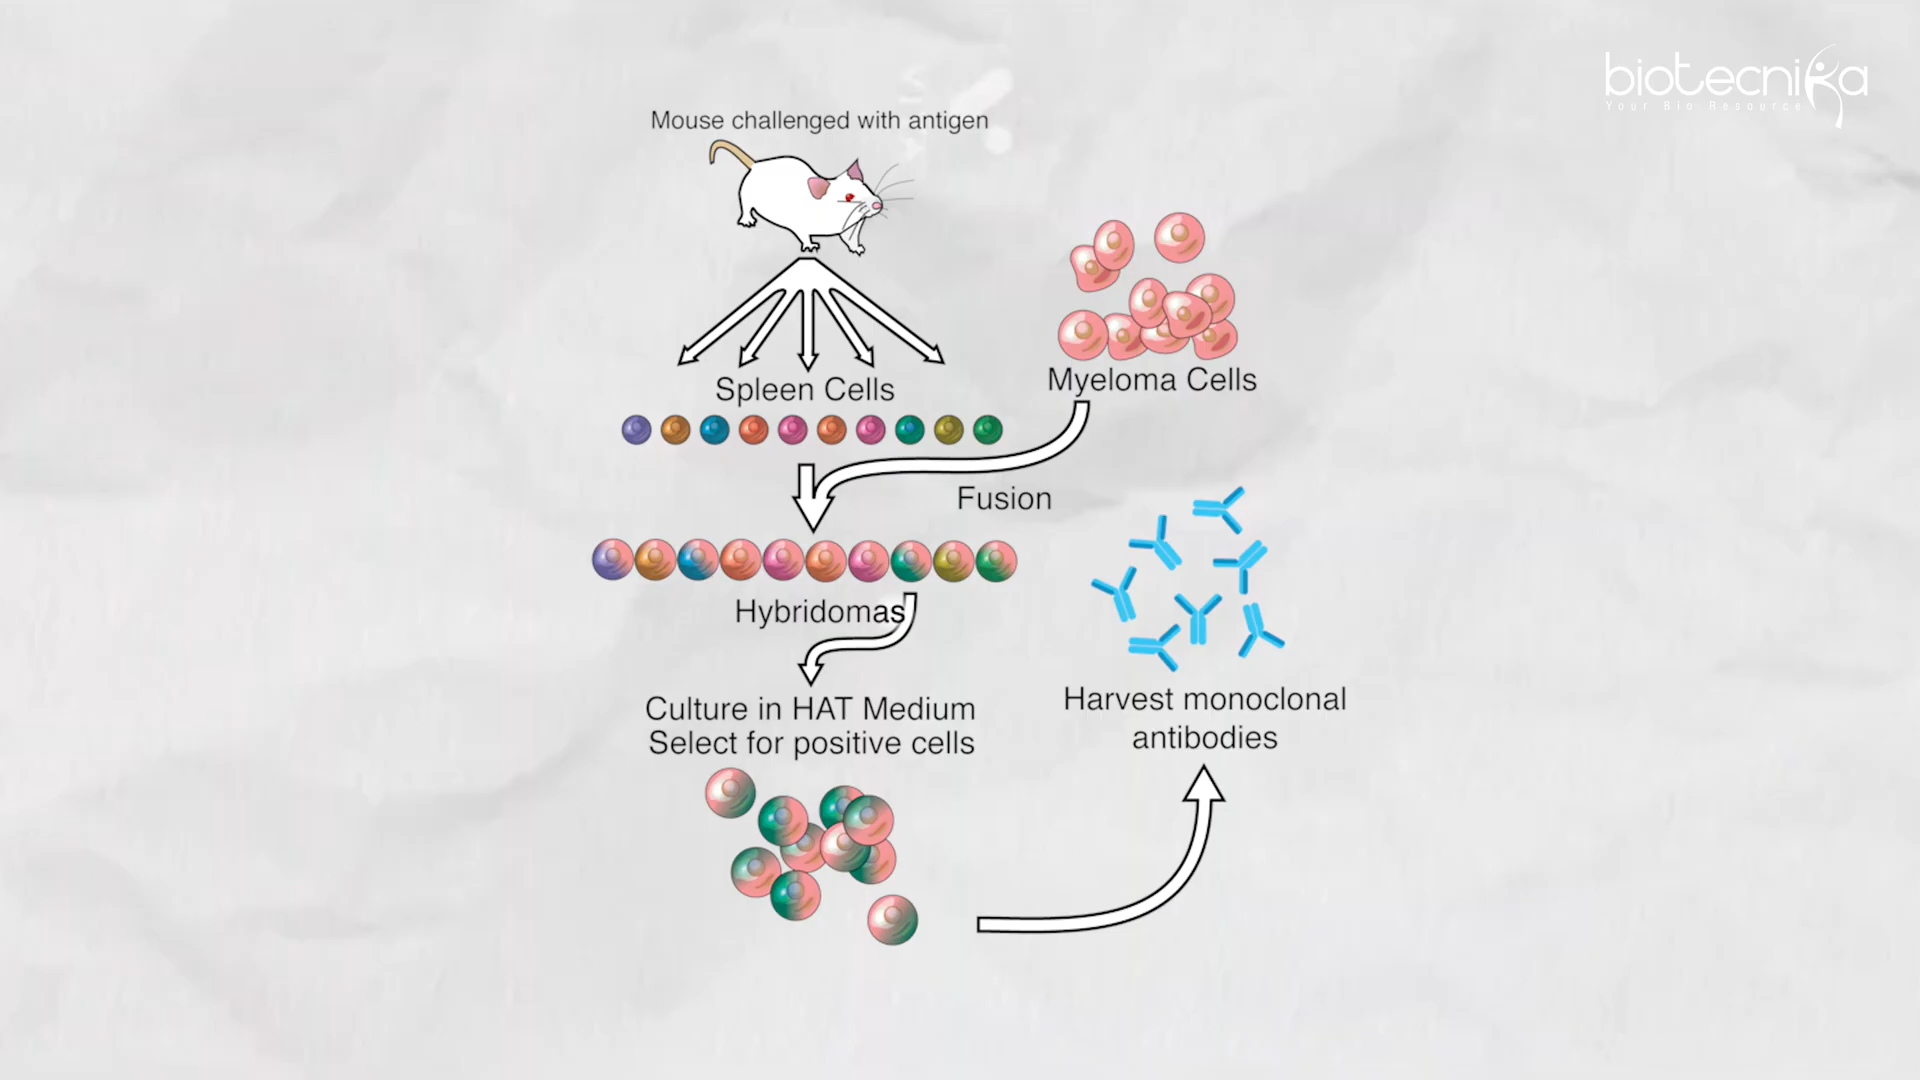 biotecnika
Your Bio Resource
Mouse challenged with antigen
Spleen Cells
Myeloma Cells
Fusion
Hybridomas
Culture in HAT Medium
Select for positive cells
Harvest monoclonal
antibodies